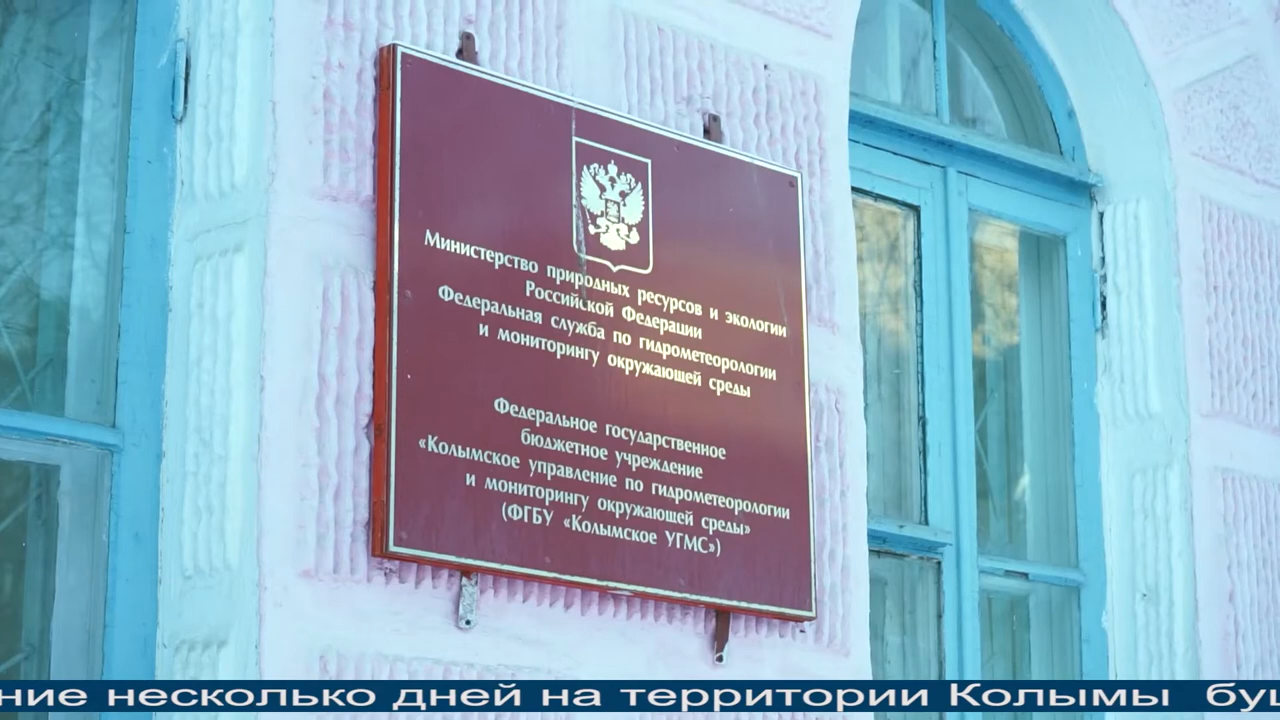 Министерство природных ресурсов и экологии
Российской Федерации
Федеральная служба по гидрометеорологии
и мониторингу окружающей среды
Федеральное государственное
бюджетное учреждение
«Колымское управление по гидрометеорологии
и мониторингу окружающей среды»
(ФГБУ «Колымское УГМС»)
несколько дней на территории Колымы